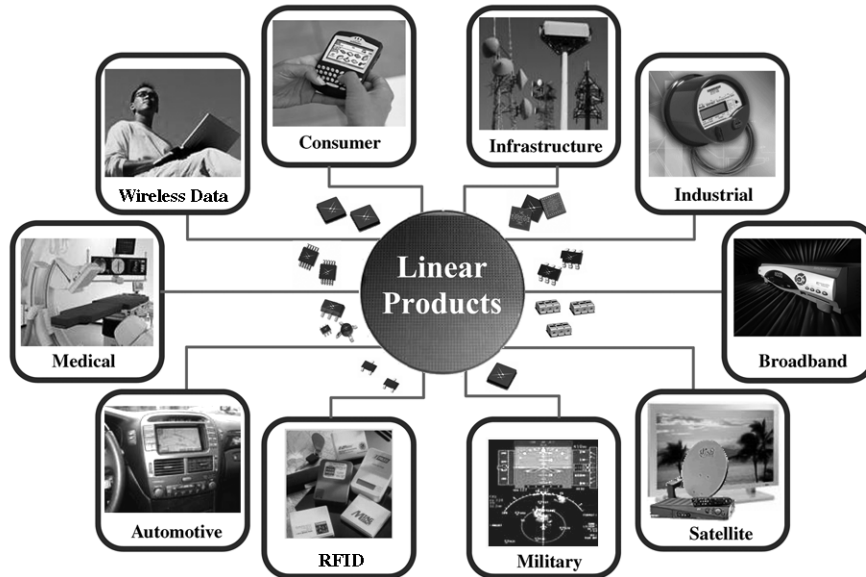 Consumer
Infrastructure
Wireless Data
Industrial
Linear
Products
Medical
Broadband
Automotive
RFID
Military
Satellite